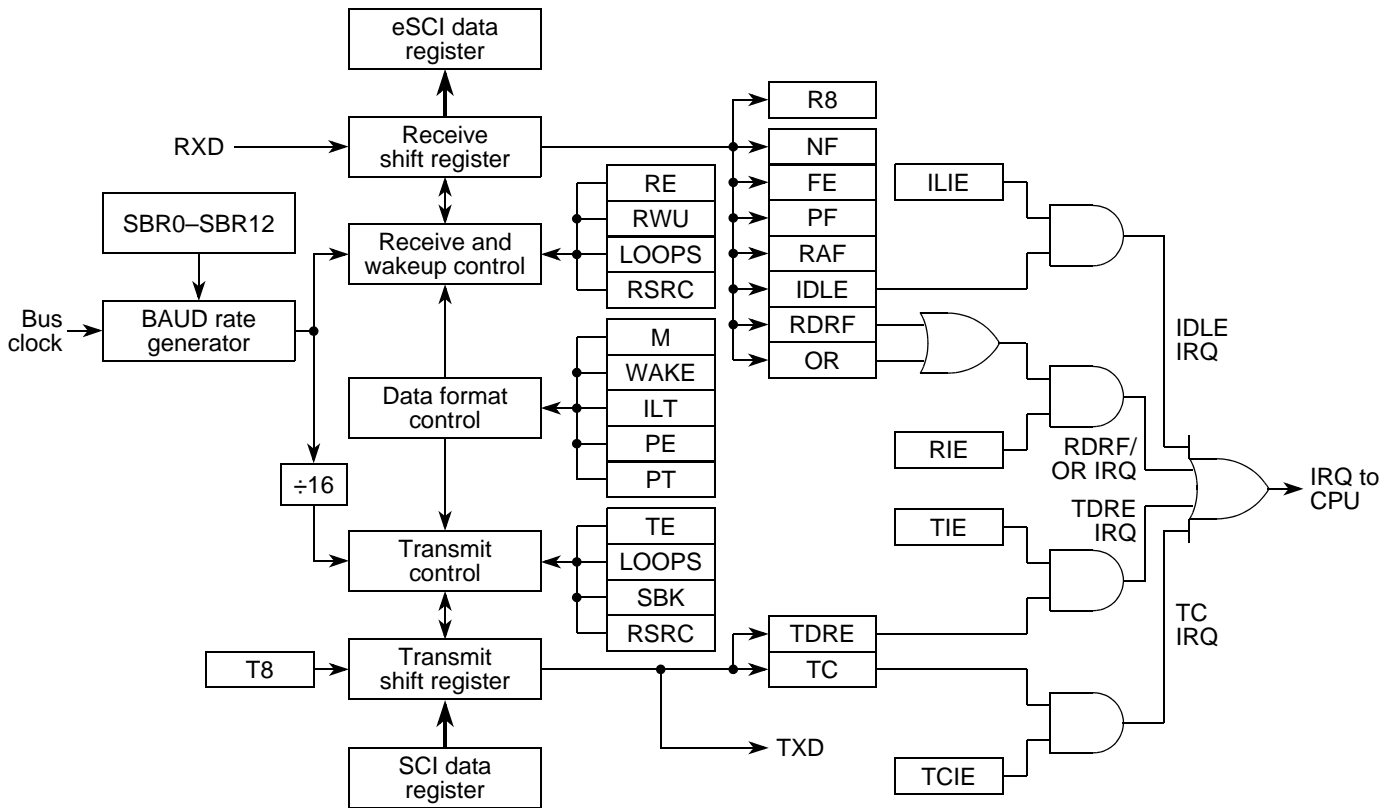 eSCI data
register
R8
RXD
Receive
shift register
NF
RE
FE
ILIE
SBR0–SBR12
RWU
PF
Receive and
wakeup control
LOOPS
RAF
RSRC
IDLE
Bus
clock
BAUD rate
generator
M
RDRF
IDLE
IRQ
WAKE
OR
Data format
control
ILT
PE
RIE
RDRF/
OR IRQ
PT
÷16
IRQ to
CPU
TDRE
IRQ
TE
TIE
Transmit
control
LOOPS
SBK
RSRC
TDRE
TC
IRQ
T8
Transmit
shift register
TC
TXD
SCI data
register
TCIE